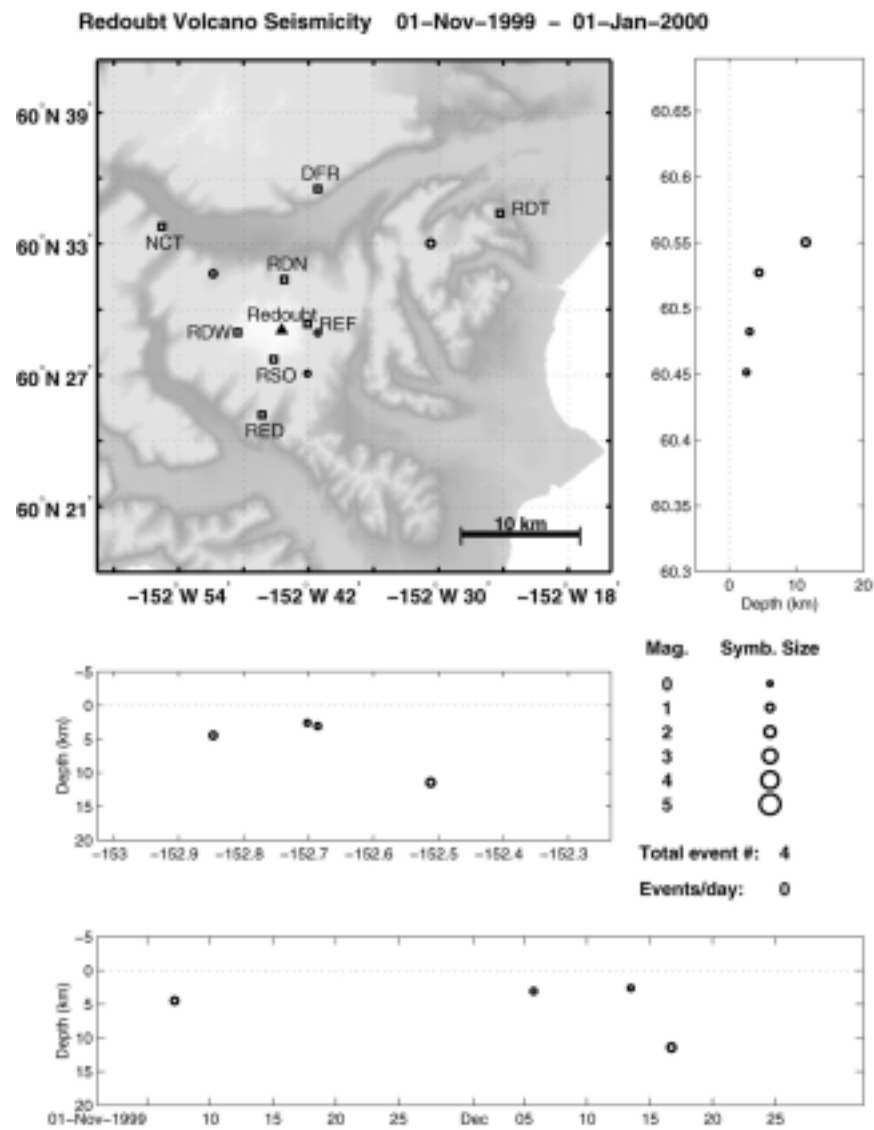 Redoubt Volcano Seismicity 01-Nov-1999 - 01-Jan-2000
60°N 39'
60°N 33'
60°N 27'
60°N 21'
DFR
RDT
NCT
RDN
Redoubt
REF
RDW
RSO
RED
10 km
-152°W 54' -152°W 42' -152°W 30' -152°W 18'
60.65
60.6
60.55
60.5
60.45
60.4
60.35
60.3
0 10 20
Depth (km)
-5
0
5
10
15
20
Depth (km)
-153 -152.9 -152.8 -152.7 -152.6 -152.5 -152.4 -152.3
Mag. Symb. Size
0
1
2
3
4
5
Total event #: 4
Events/day: 0
-5
0
5
10
15
20
Depth (km)
01-Nov-1999 10 15 20 25 Dec 05 10 15 20 25